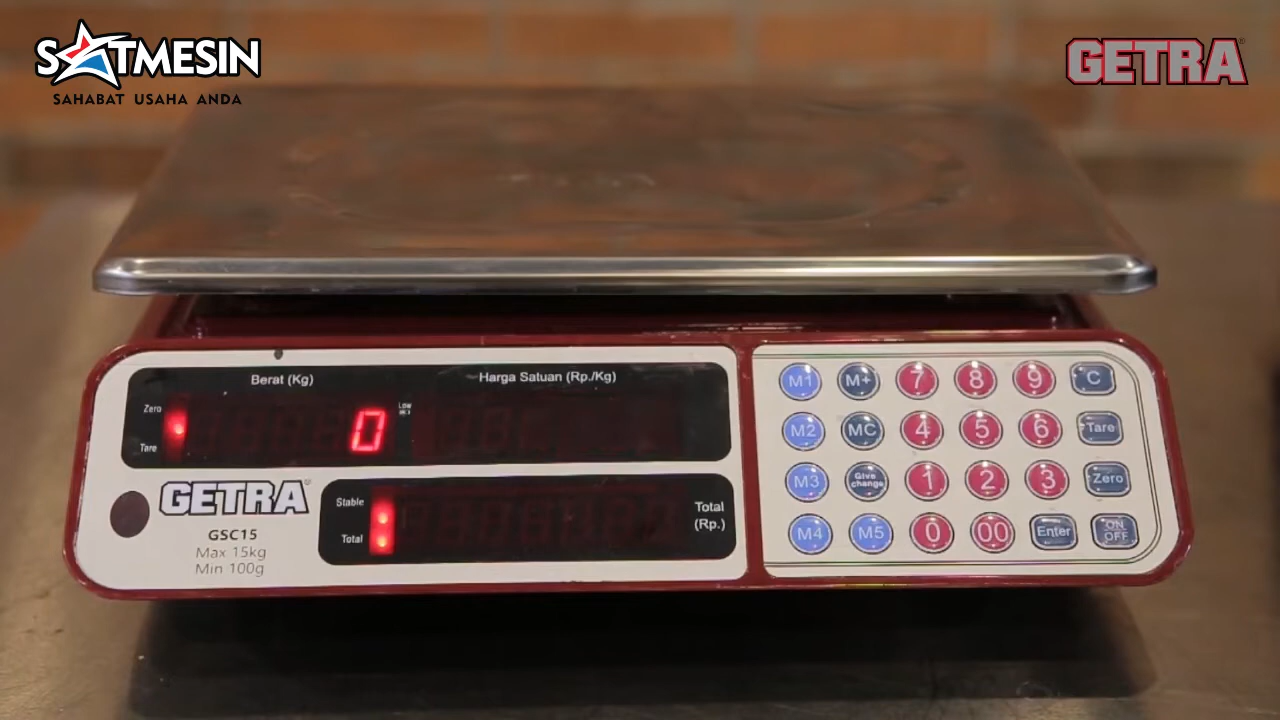 SATMESIN
SAHABAT USAHA ANDA
GETRA
Berat (Kg)
Harga Satuan (Rp./Kg)
Zero
Tare
0
Low
GETRA
GSC15
Max 15kg
Min 100g
Stable
Total
Total
(Rp.)
M1 M+ 7 8 9 C
M2 MC 4 5 6 Tare
M3 Give change 1 2 3 Zero
M4 M5 0 00 Enter ON OFF